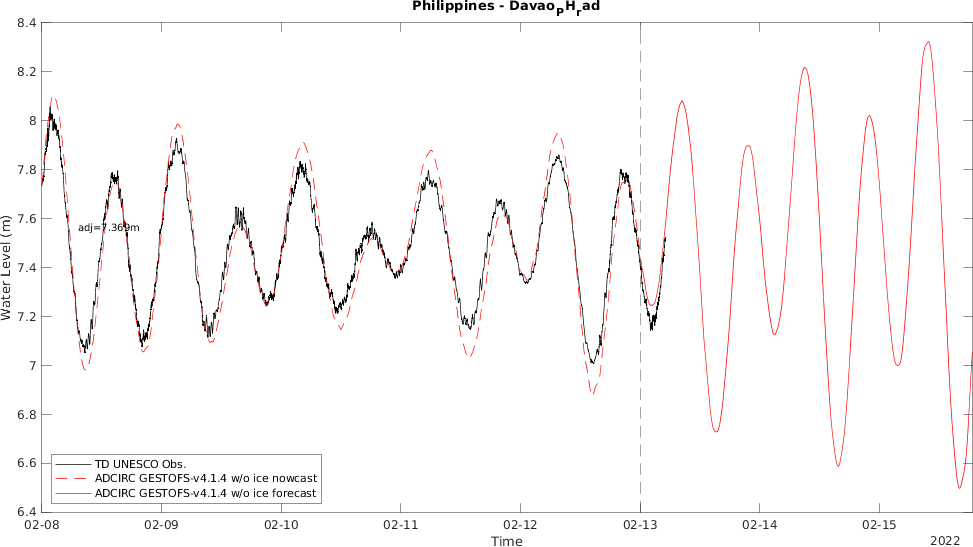 Philippines - DavaopHrad
8.4
8.2
8
7.8
7.6
7.4
7.2
7
6.8
6.6
6.4
Water Level (m)
adj=7.369m
TD UNESCO Obs.
ADCIRC GESTOFS-v4.1.4 w/o ice nowcast
ADCIRC GESTOFS-v4.1.4 w/o ice forecast
02-08 02-09 02-10 02-11 02-12 02-13 02-14 02-15
Time
2022